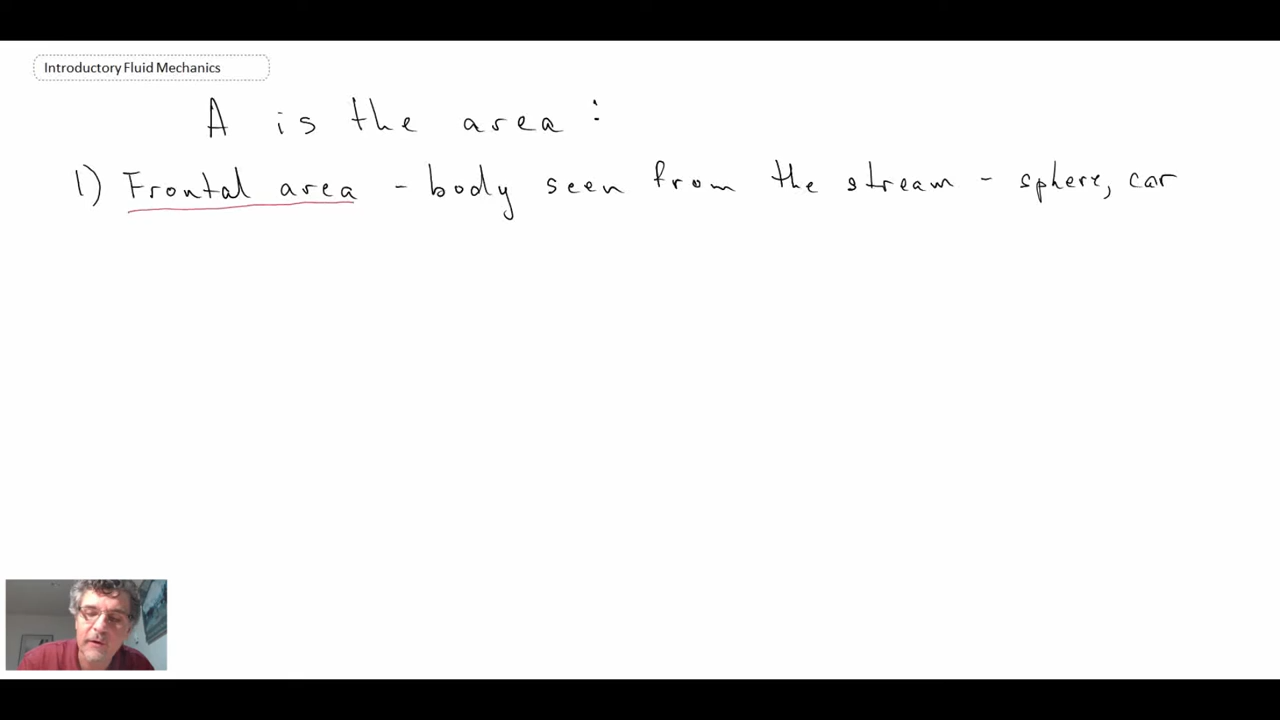 Introductory Fluid Mechanics
A is the area:
1) Frontal area - body seen from the stream - sphere, car